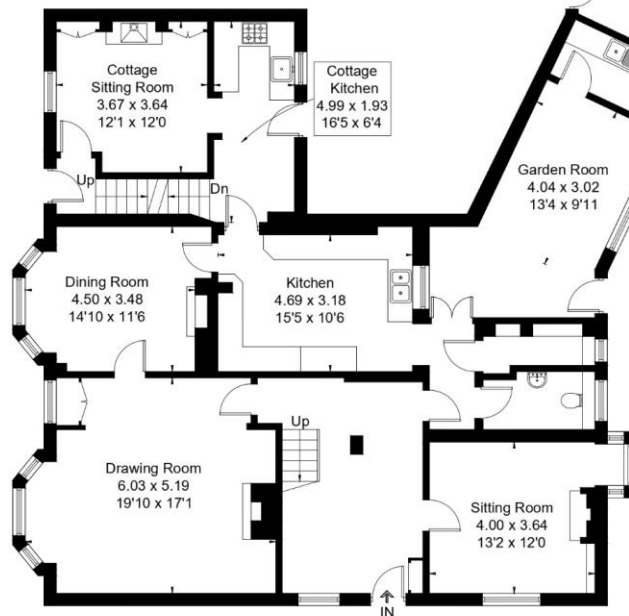 Cottage
Sitting Room
3.67 x 3.64
12'1 x 12'0
Cottage
Kitchen
4.99 x 1.93
16'5 x 6'4
Up
Dn
Garden Room
4.04 x 3.02
13'4 x 9'11
Dining Room
4.50 x 3.48
14'10 x 11'6
Kitchen
4.69 x 3.18
15'5 x 10'6
Up
Drawing Room
6.03 x 5.19
19'10 x 17'1
Sitting Room
4.00 x 3.64
13'2 x 12'0
IN